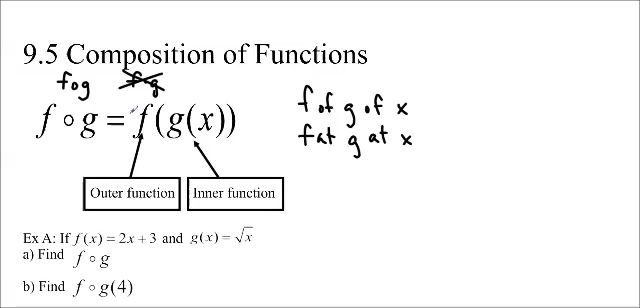 9.5 Composition of Functions
fog
f∘g = f(g(x))
f of g of x
f at g at x
Outer function
Inner function
Ex A: If f(x) = 2x + 3 and g(x) = √x
a) Find f∘g
b) Find f∘g(4)